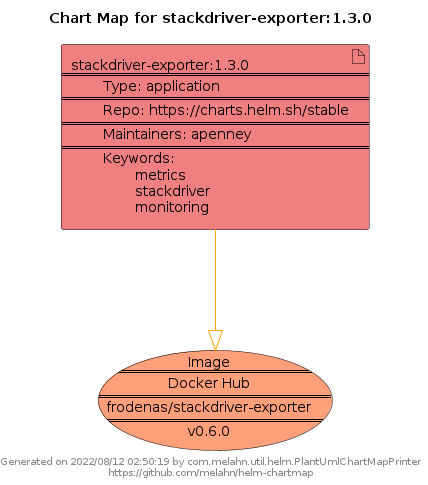 Chart Map for stackdriver-exporter:1.3.0
stackdriver-exporter:1.3.0
Type: application
Repo: https://charts.helm.sh/stable
Maintainers: apenney
Keywords:
metrics
stackdriver
monitoring
Image
Docker Hub
frodenas/stackdriver-exporter
v0.6.0
Generated on 2022/08/12 02:50:19 by com.melahn.util.helm.PlantUmlChartMapPrinter
https://github.com/melahn/helm-chartmap